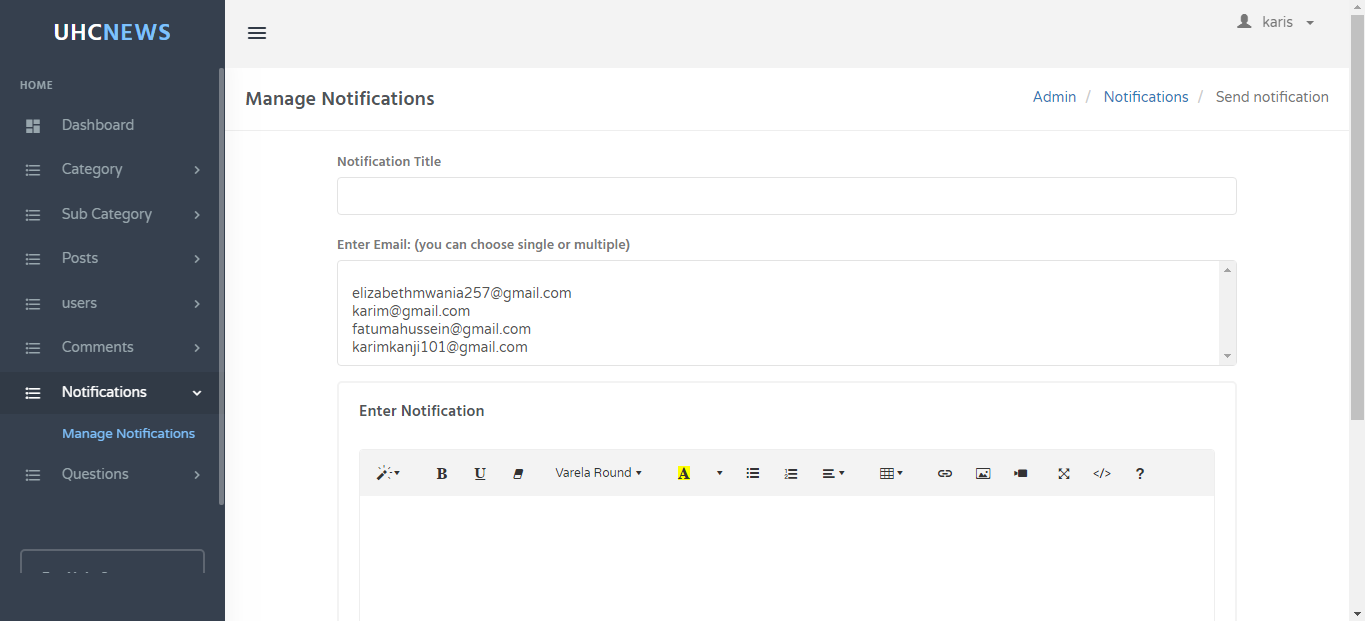 UHCNEWS
karis
HOME
Dashboard
Category
Sub Category
Posts
users
Comments
Notifications
Manage Notifications
Questions
Manage Notifications
Admin / Notifications / Send notification
Notification Title
Enter Email: (you can choose single or multiple)
elizabethmwania257@gmail.com
karim@gmail.com
fatumahussein@gmail.com
karimkanji101@gmail.com
Enter Notification
B U Varela Round A </> ?